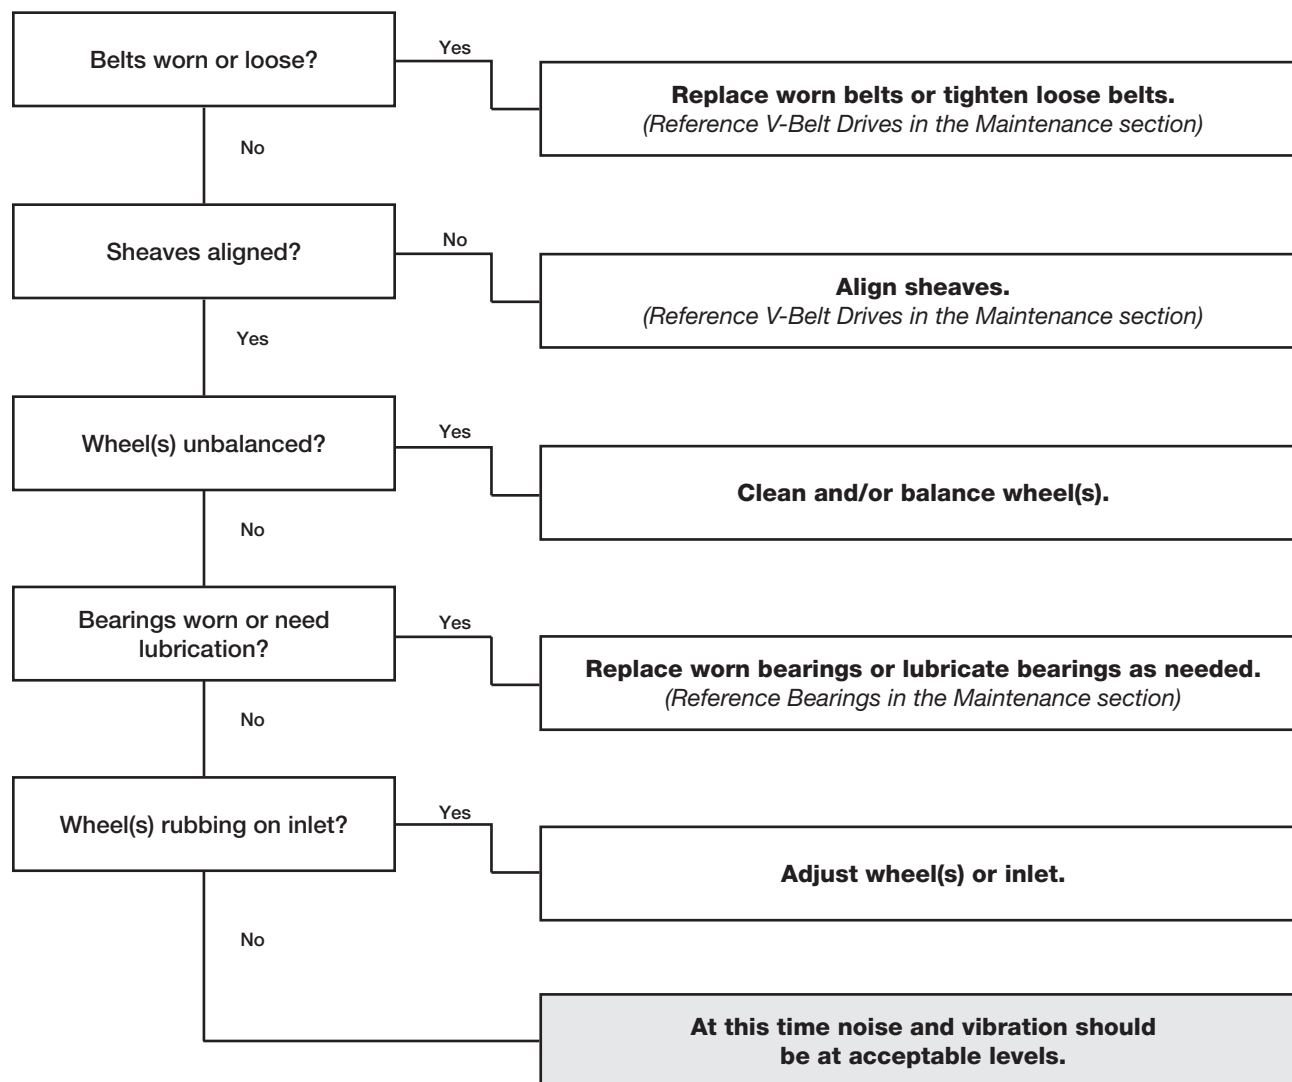 Belts worn or loose?
Yes
Replace worn belts or tighten loose belts.
(Reference V-Belt Drives in the Maintenance section)
No
Sheaves aligned?
No
Align sheaves.
(Reference V-Belt Drives in the Maintenance section)
Yes
Wheel(s) unbalanced?
Yes
Clean and/or balance wheel(s).
No
Bearings worn or need
lubrication?
Yes
Replace worn bearings or lubricate bearings as needed.
(Reference Bearings in the Maintenance section)
No
Wheel(s) rubbing on inlet?
Yes
Adjust wheel(s) or inlet.
No
At this time noise and vibration should
be at acceptable levels.